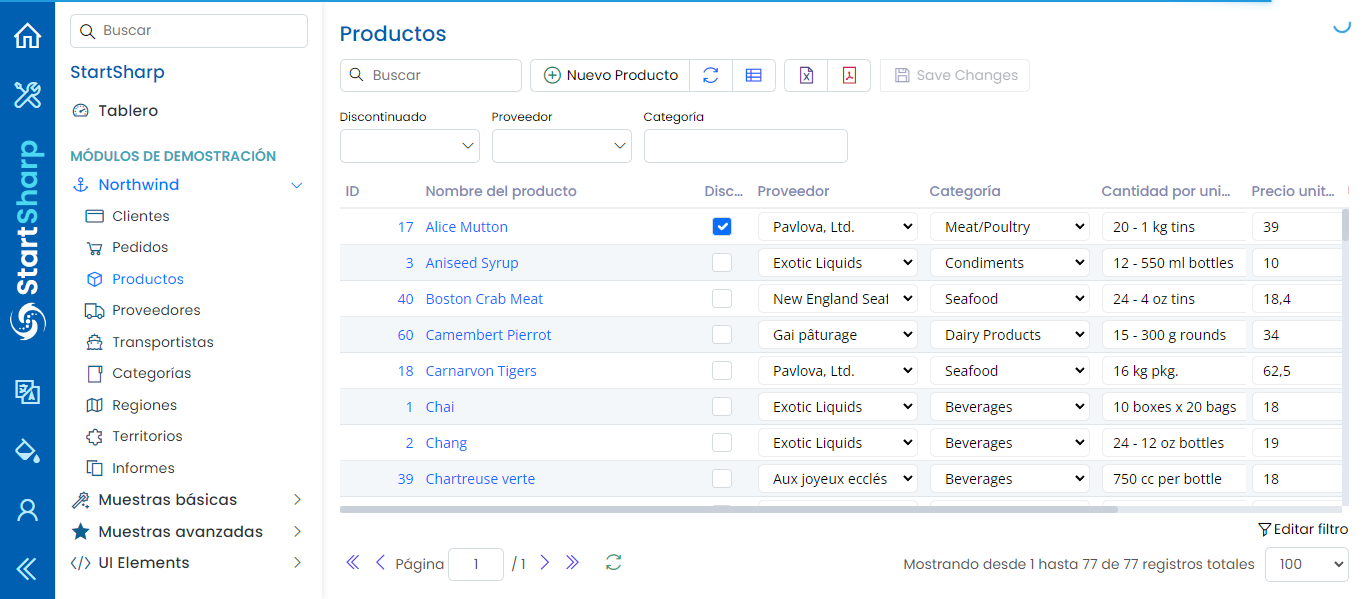 StartSharp
Buscar
StartSharp
Tablero
MÓDULOS DE DEMOSTRACIÓN
Northwind
Clientes
Pedidos
Productos
Proveedores
Transportistas
Categorías
Regiones
Territorios
Informes
Muestras básicas
Muestras avanzadas
UI Elements
Productos
Buscar Nuevo Producto Save Changes
Discontinuado Proveedor Categoría
ID Nombre del producto Disc... Proveedor Categoría Cantidad por uni... Precio unit...
17 Alice Mutton Pavlova, Ltd. Meat/Poultry 20 - 1 kg tins 39
3 Aniseed Syrup Exotic Liquids Condiments 12 - 550 ml bottles 10
40 Boston Crab Meat New England Seaf Seafood 24 - 4 oz tins 18,4
60 Camembert Pierrot Gai pâturage Dairy Products 15 - 300 g rounds 34
18 Carnarvon Tigers Pavlova, Ltd. Seafood 16 kg pkg. 62,5
1 Chai Exotic Liquids Beverages 10 boxes x 20 bags 18
2 Chang Exotic Liquids Beverages 24 - 12 oz bottles 19
39 Chartreuse verte Aux joyeux ecclés Beverages 750 cc per bottle 18
Editar filtro
Página 1 / 1 Mostrando desde 1 hasta 77 de 77 registros totales 100